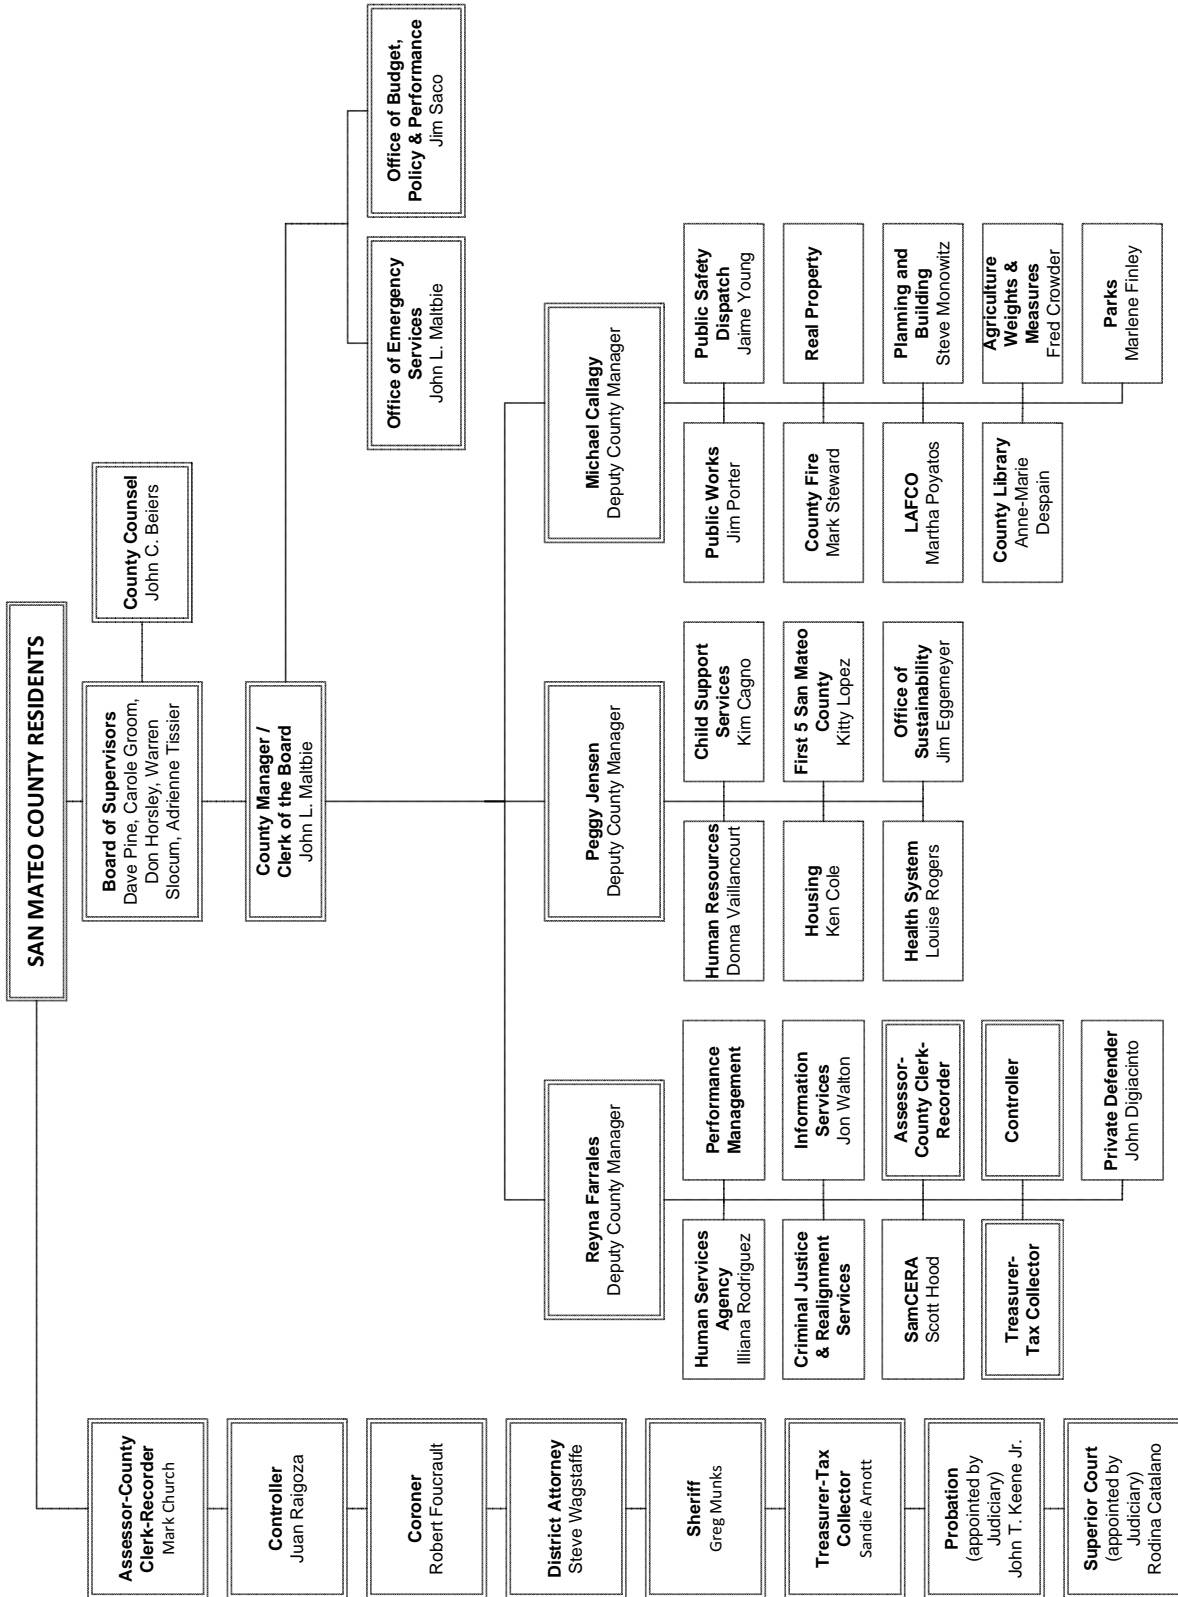 SAN MATEO COUNTY RESIDENTS
Board of Supervisors
Dave Pine, Carole Groom,
Don Horsley, Warren
Slocum, Adrienne Tissier
County Counsel
John C. Beiers
County Manager /
Clerk of the Board
John L. Maltbie
Office of Emergency
Services
John L. Maltbie
Office of Budget,
Policy & Performance
Jim Saco
Assessor-County
Clerk-Recorder
Mark Church
Controller
Juan Raigoza
Coroner
Robert Foucrault
District Attorney
Steve Wagstaffe
Sheriff
Greg Munks
Treasurer-Tax
Collector
Sandie Arnott
Probation
(appointed by
Judiciary)
John T. Keene Jr.
Superior Court
(appointed by
Judiciary)
Rodina Catalano
Reyna Farrales
Deputy County Manager
Human Services
Agency
Illiana Rodriguez
Performance
Management
Criminal Justice
& Realignment
Services
Information
Services
Jon Walton
SamCERA
Scott Hood
Assessor-
County Clerk-
Recorder
Treasurer-
Tax Collector
Controller
Private Defender
John Digiacinto
Peggy Jensen
Deputy County Manager
Human Resources
Donna Vaillancourt
Child Support
Services
Kim Cagno
Housing
Ken Cole
First 5 San Mateo
County
Kitty Lopez
Health System
Louise Rogers
Office of
Sustainability
Jim Eggemeyer
Michael Callagy
Deputy County Manager
Public Works
Jim Porter
Public Safety
Dispatch
Jaime Young
County Fire
Mark Steward
Real Property
LAFCO
Martha Poyatos
Planning and
Building
Steve Monowitz
County Library
Anne-Marie
Despain
Agriculture
Weights &
Measures
Fred Crowder
Parks
Marlene Finley